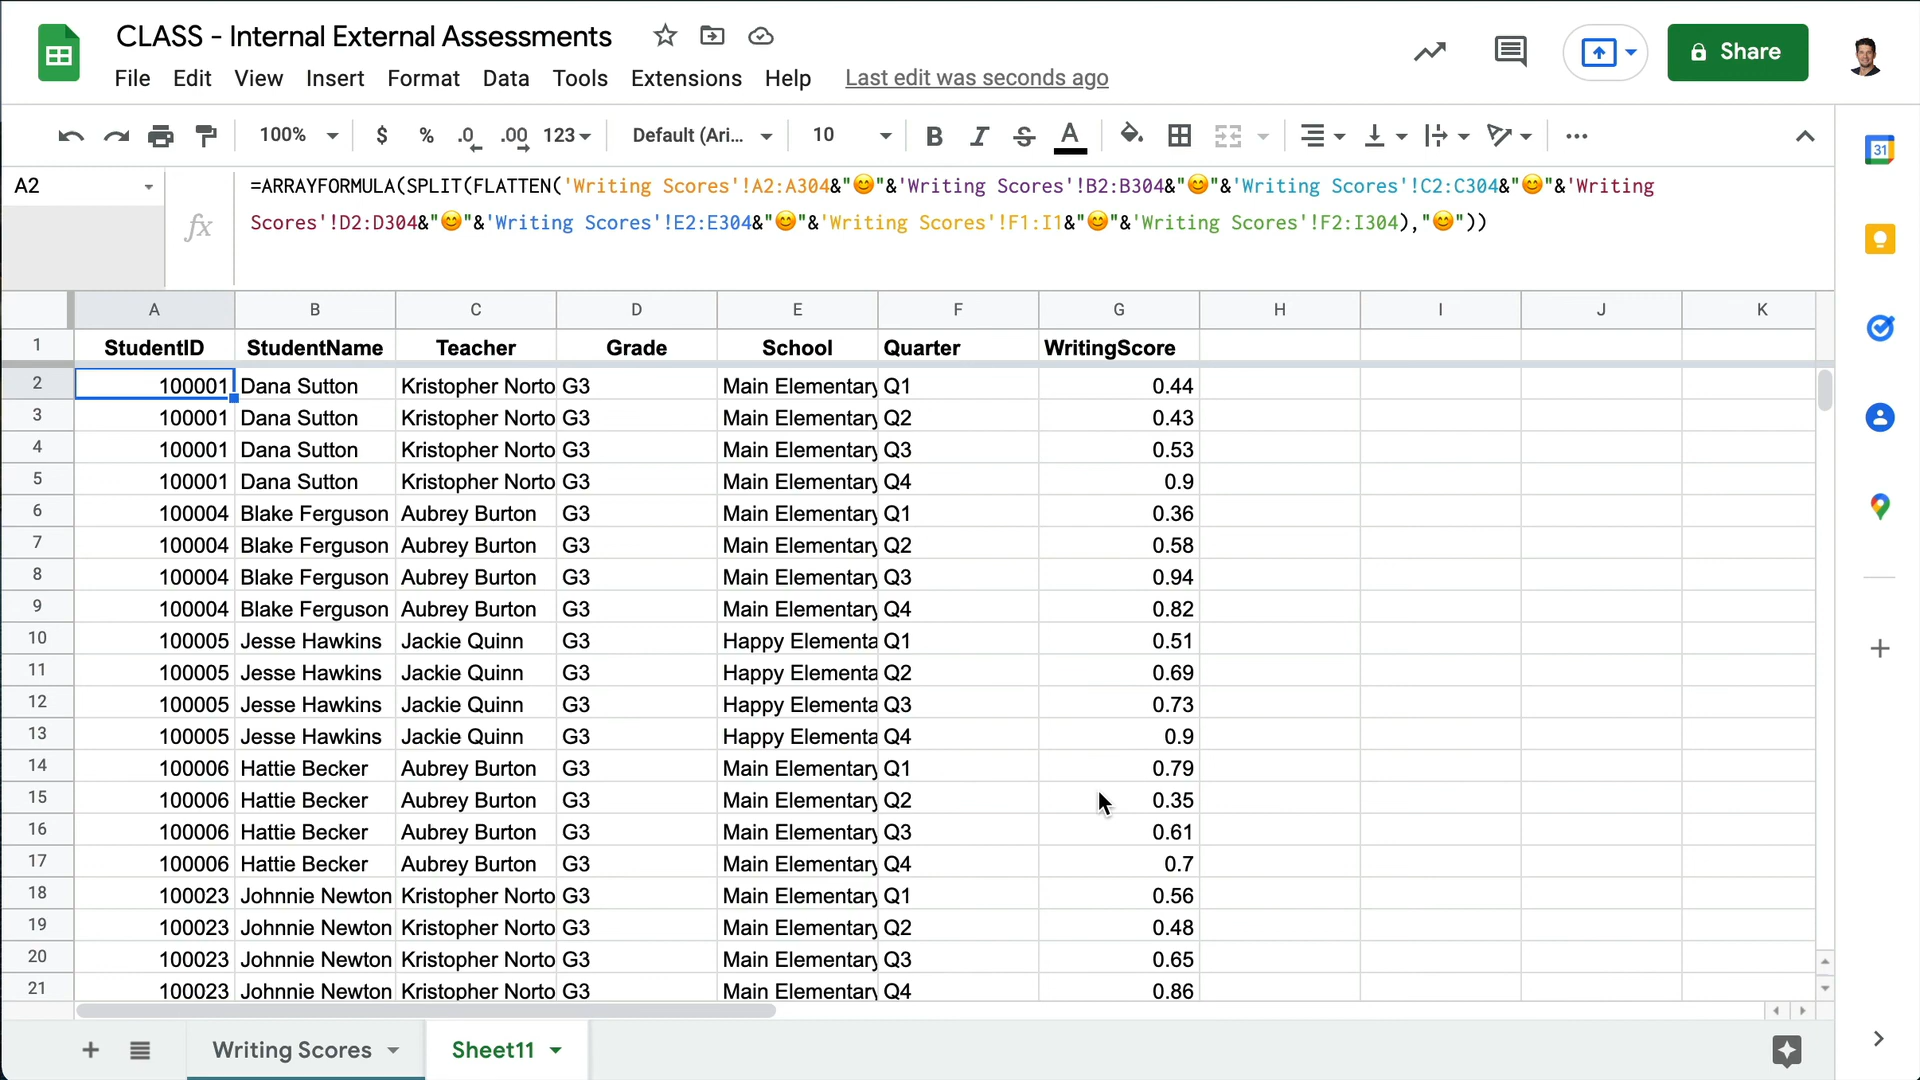 CLASS - Internal External Assessments
Share
File Edit View Insert Format Data Tools Extensions Help Last edit was seconds ago
100% $ % .0 .00 123 Default (Ari... 10 B I S A
31
A2
fx
=ARRAYFORMULA(SPLIT(FLATTEN('Writing Scores'!A2:A304&"😊"&'Writing Scores'!B2:B304&"😊"&'Writing Scores'!C2:C304&"😊"&'Writing
Scores'!D2:D304&"😊"&'Writing Scores'!E2:E304&"😊"&'Writing Scores'!F1:I1&"😊"&'Writing Scores'!F2:I304),"😊"))
A B C D E F G H I J K
1 StudentID StudentName Teacher Grade School Quarter WritingScore
2 100001 Dana Sutton Kristopher Norto G3 Main Elementary Q1 0.44
3 100001 Dana Sutton Kristopher Norto G3 Main Elementary Q2 0.43
4 100001 Dana Sutton Kristopher Norto G3 Main Elementary Q3 0.53
5 100001 Dana Sutton Kristopher Norto G3 Main Elementary Q4 0.9
6 100004 Blake Ferguson Aubrey Burton G3 Main Elementary Q1 0.36
7 100004 Blake Ferguson Aubrey Burton G3 Main Elementary Q2 0.58
8 100004 Blake Ferguson Aubrey Burton G3 Main Elementary Q3 0.94
9 100004 Blake Ferguson Aubrey Burton G3 Main Elementary Q4 0.82
10 100005 Jesse Hawkins Jackie Quinn G3 Happy Elementa Q1 0.51
11 100005 Jesse Hawkins Jackie Quinn G3 Happy Elementa Q2 0.69
12 100005 Jesse Hawkins Jackie Quinn G3 Happy Elementa Q3 0.73
13 100005 Jesse Hawkins Jackie Quinn G3 Happy Elementa Q4 0.9
14 100006 Hattie Becker Aubrey Burton G3 Main Elementary Q1 0.79
15 100006 Hattie Becker Aubrey Burton G3 Main Elementary Q2 0.35
16 100006 Hattie Becker Aubrey Burton G3 Main Elementary Q3 0.61
17 100006 Hattie Becker Aubrey Burton G3 Main Elementary Q4 0.7
18 100023 Johnnie Newton Kristopher Norto G3 Main Elementary Q1 0.56
19 100023 Johnnie Newton Kristopher Norto G3 Main Elementary Q2 0.48
20 100023 Johnnie Newton Kristopher Norto G3 Main Elementary Q3 0.65
21 100023 Johnnie Newton Kristopher Norto G3 Main Elementary Q4 0.86
Writing Scores Sheet11